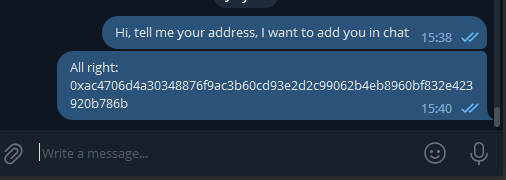 Hi, tell me your address, I want to add you in chat
15:38
All right:
0xac4706d4a30348876f9ac3b60cd93e2d2c99062b4eb8960bf832e423
920b786b
15:40
Write a message...